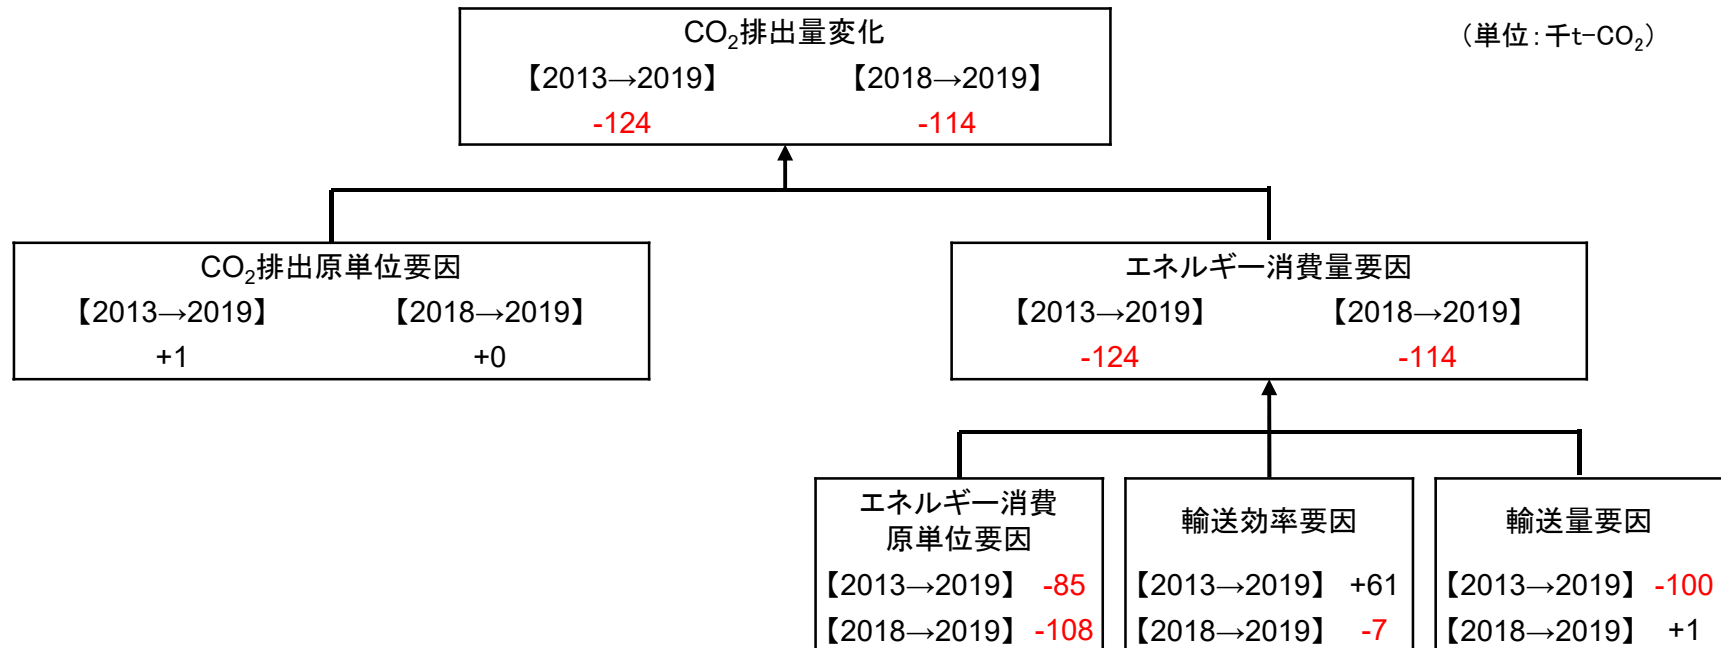 CO₂排出量変化
【2013→2019】 【2018→2019】
-124 -114
（単位：千t-CO₂）
CO₂排出原単位要因
【2013→2019】 【2018→2019】
+1 +0
エネルギー消費量要因
【2013→2019】 【2018→2019】
-124 -114
エネルギー消費
原単位要因
【2013→2019】 -85
【2018→2019】 -108
輸送効率要因
【2013→2019】 +61
【2018→2019】 -7
輸送量要因
【2013→2019】 -100
【2018→2019】 +1